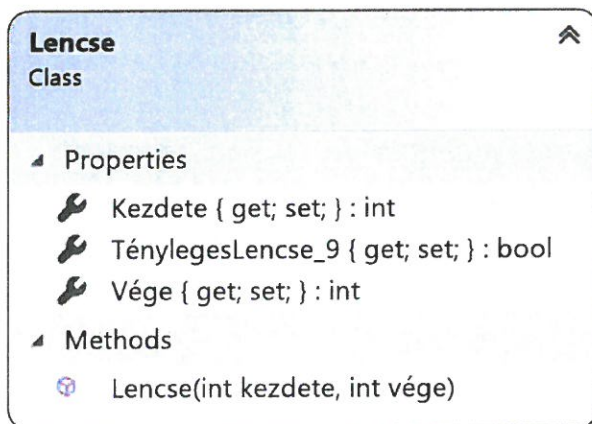 Lencse
Class
Properties
Kezdete { get; set; } : int
TénylegesLencse_9 { get; set; } : bool
Vége { get; set; } : int
Methods
Lencse(int kezdete, int vége)